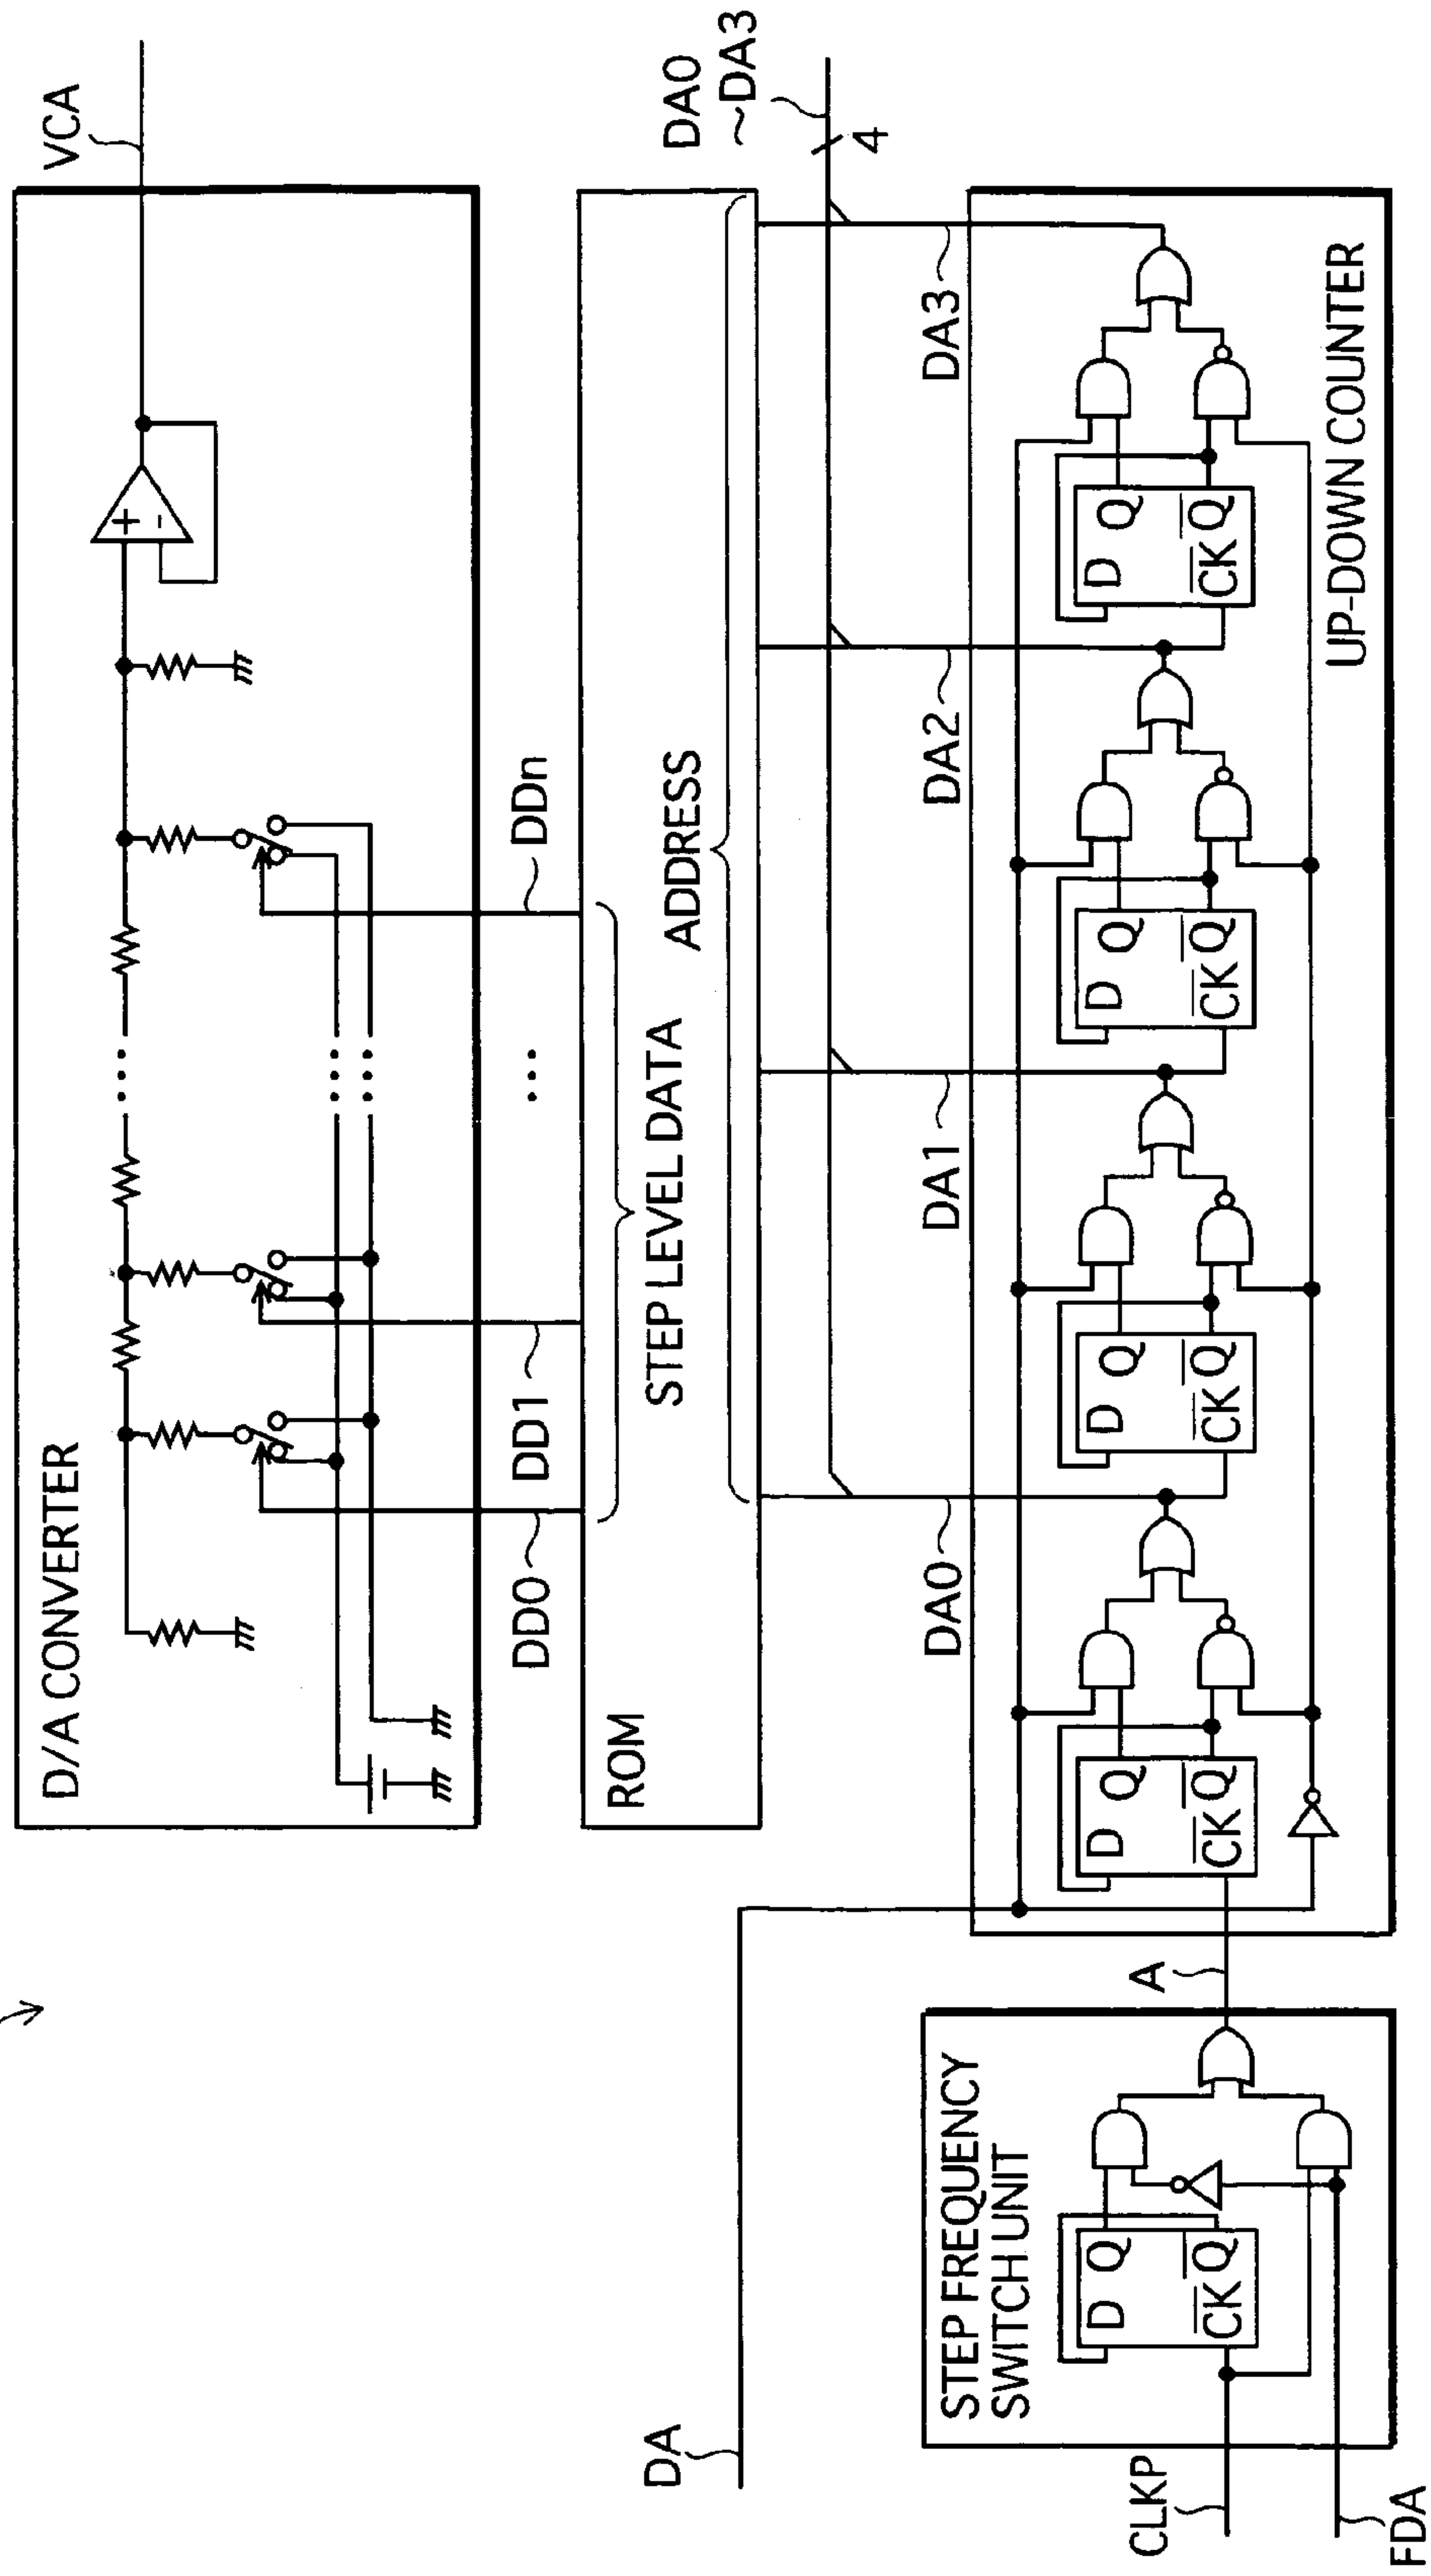 D/A CONVERTER
VCA
+
-
DD0
DD1
...
DDn
ROM
STEP LEVEL DATA
ADDRESS
DA0
~DA3
4
DA
DA0
DA1
DA2
DA3
STEP FREQUENCY
SWITCH UNIT
D Q
CK Q
CLKP
FDA
A
D Q
CK Q
D Q
CK Q
D Q
CK Q
D Q
CK Q
UP-DOWN COUNTER